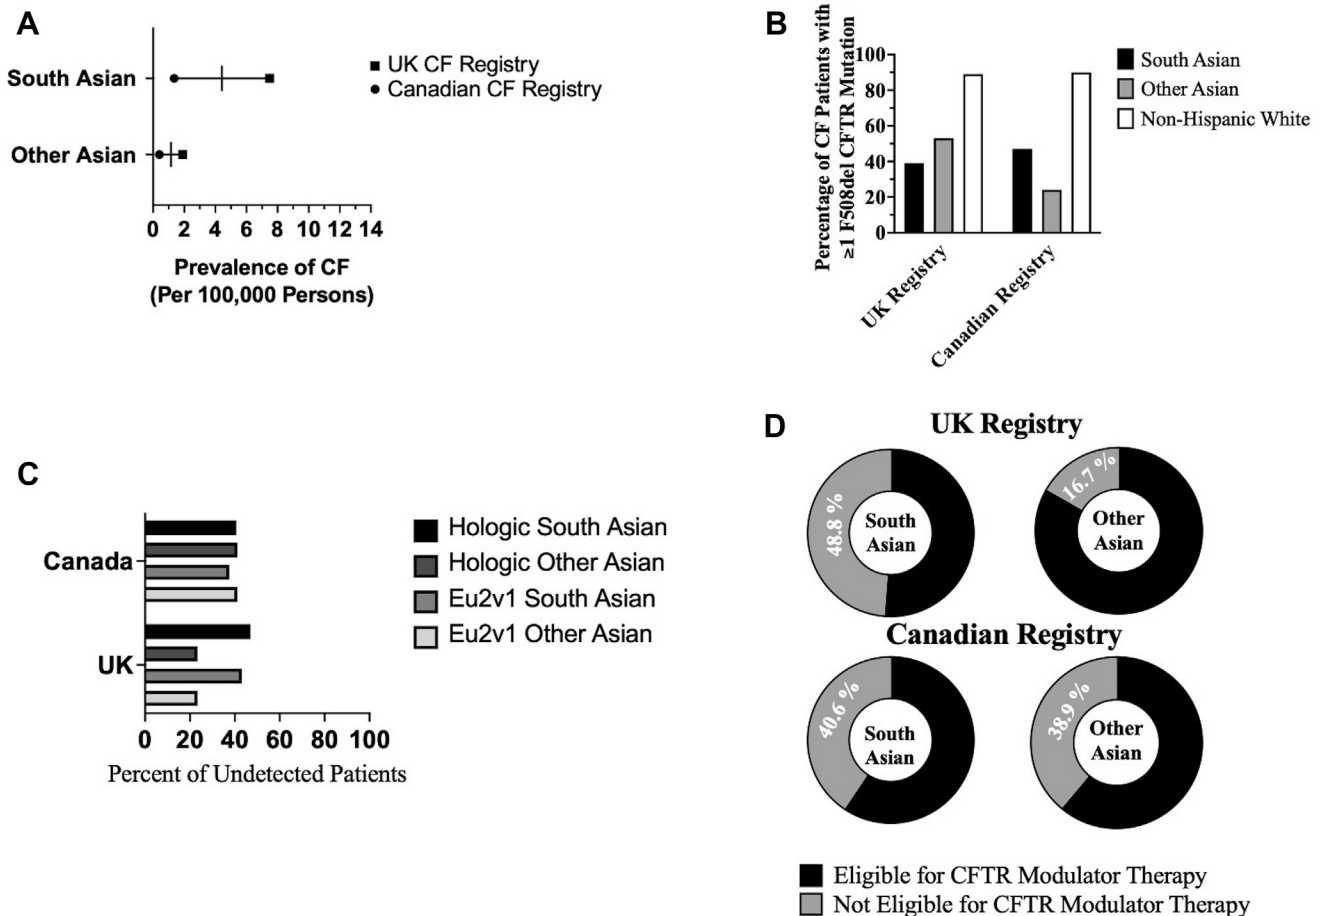 A
South Asian
Other Asian
0 2 4 6 8 10 12 14
Prevalence of CF
(Per 100,000 Persons)
UK CF Registry
Canadian CF Registry
B
Percentage of CF Patients with
≥1 F508del CFTR Mutation
100
80
60
40
20
0
UK Registry
Canadian Registry
South Asian
Other Asian
Non-Hispanic White
C
Canada
UK
0 20 40 60 80 100
Percent of Undetected Patients
Hologic South Asian
Hologic Other Asian
Eu2v1 South Asian
Eu2v1 Other Asian
D
UK Registry
48.8 %
South
Asian
16.7 %
Other
Asian
Canadian Registry
40.6 %
South
Asian
38.9 %
Other
Asian
Eligible for CFTR Modulator Therapy
Not Eligible for CFTR Modulator Therapy